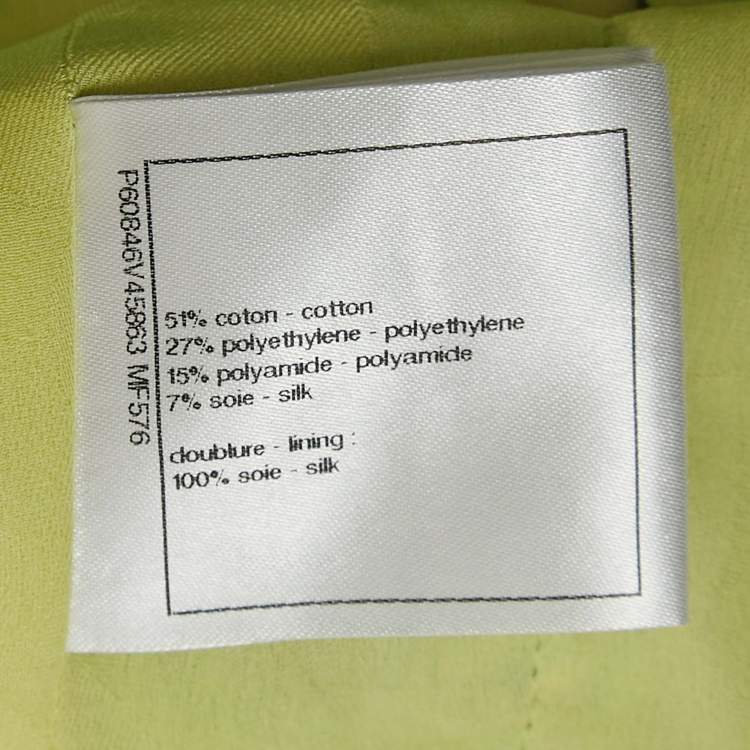 P60846V45863 MF576
51% coton - cotton
27% polyethylene - polyethylene
15% polyamide - polyamide
7% soie - silk
doublure - lining :
100% soie - silk